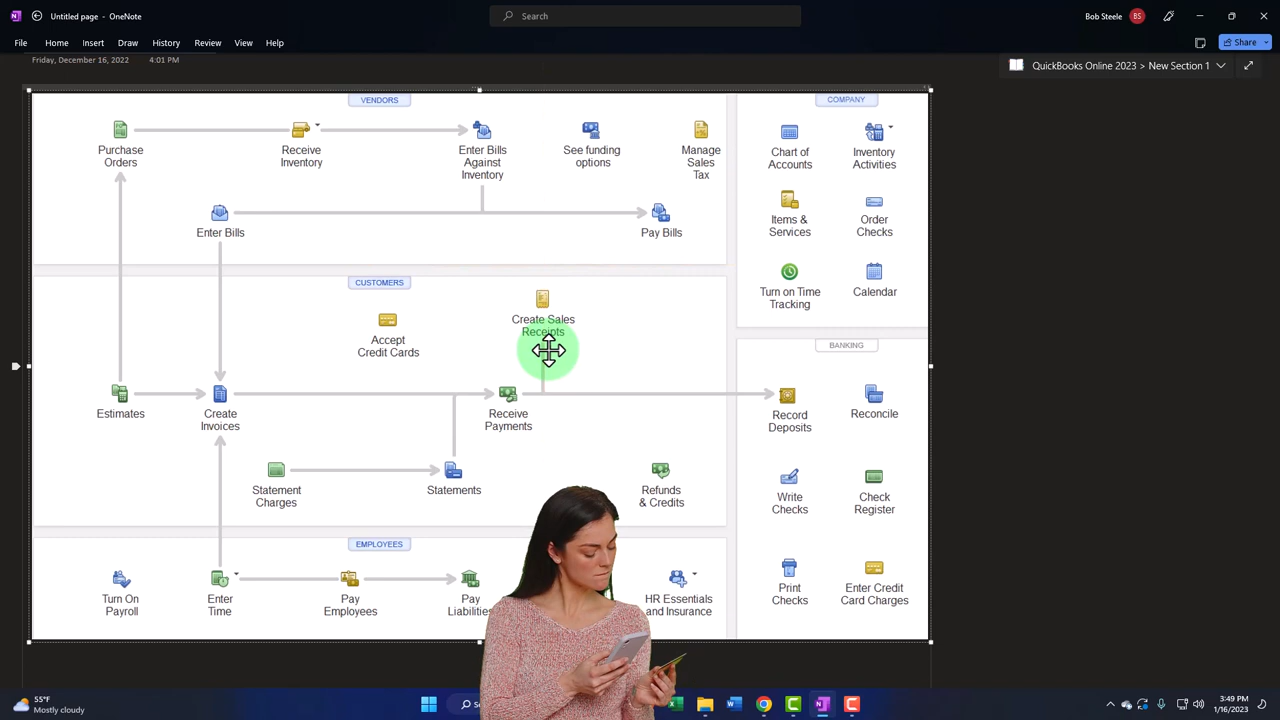 Untitled page - OneNote
Search
Bob Steele
BS
File
Home
Insert
Draw
History
Review
View
Help
Share
Friday, December 16, 2022
4:01 PM
QuickBooks Online 2023 > New Section 1
VENDORS
Purchase
Orders
Receive
Inventory
Enter Bills
Against
Inventory
See funding
options
Manage
Sales
Tax
Enter Bills
Pay Bills
CUSTOMERS
Create Sales
Receipts
Accept
Credit Cards
Estimates
Create
Invoices
Receive
Payments
Statement
Charges
Statements
Refunds
& Credits
EMPLOYEES
Turn On
Payroll
Enter
Time
Pay
Employees
Pay
Liabilities
HR Essentials
and Insurance
COMPANY
Chart of
Accounts
Inventory
Activities
Items &
Services
Order
Checks
Turn on Time
Tracking
Calendar
BANKING
Record
Deposits
Reconcile
Write
Checks
Check
Register
Print
Checks
Enter Credit
Card Charges
55°F
Mostly cloudy
3:49 PM
1/16/2023